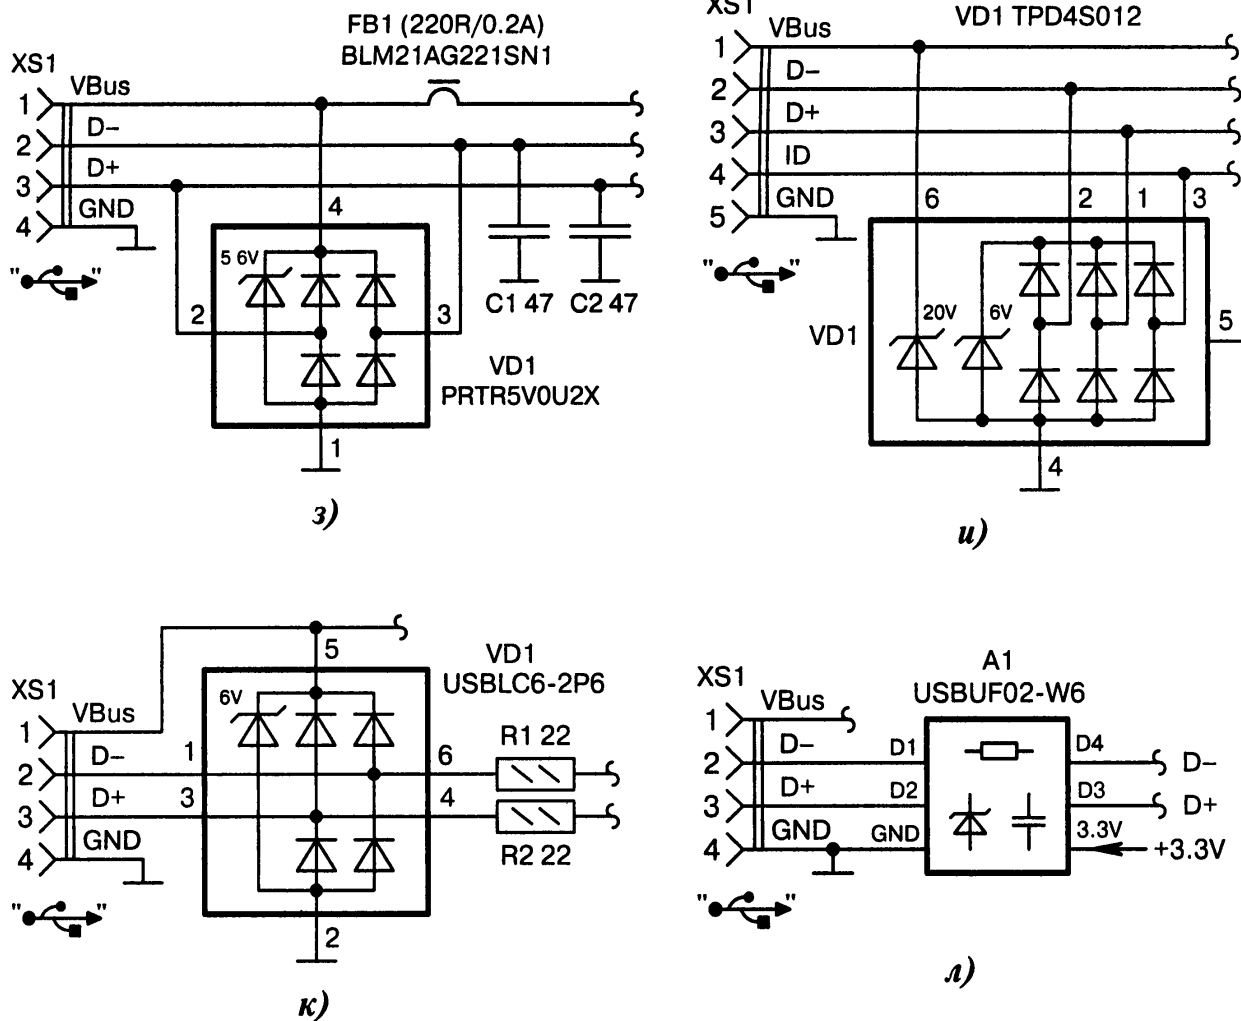 FB1 (220R/0.2A)
BLM21AG221SN1
XS1
VBus
1
D–
2
D+
3
GND
4
" "
4
5 6V
2
3
1
C1 47
C2 47
VD1
PRTR5V0U2X
з)
XS1
VD1 TPD4S012
VBus
1
D–
2
D+
3
ID
4
GND
5
" "
6
2
1
3
20V
6V
VD1
5
4
и)
5
VD1
USBLC6-2P6
XS1
VBus
1
D–
2
D+
3
GND
4
" "
6V
1
3
6
4
R1 22
R2 22
2
к)
A1
USBUF02-W6
XS1
VBus
1
D–
2
D+
3
GND
4
" "
D1
D2
GND
D4
D3
3.3V
D–
D+
+3.3V
л)